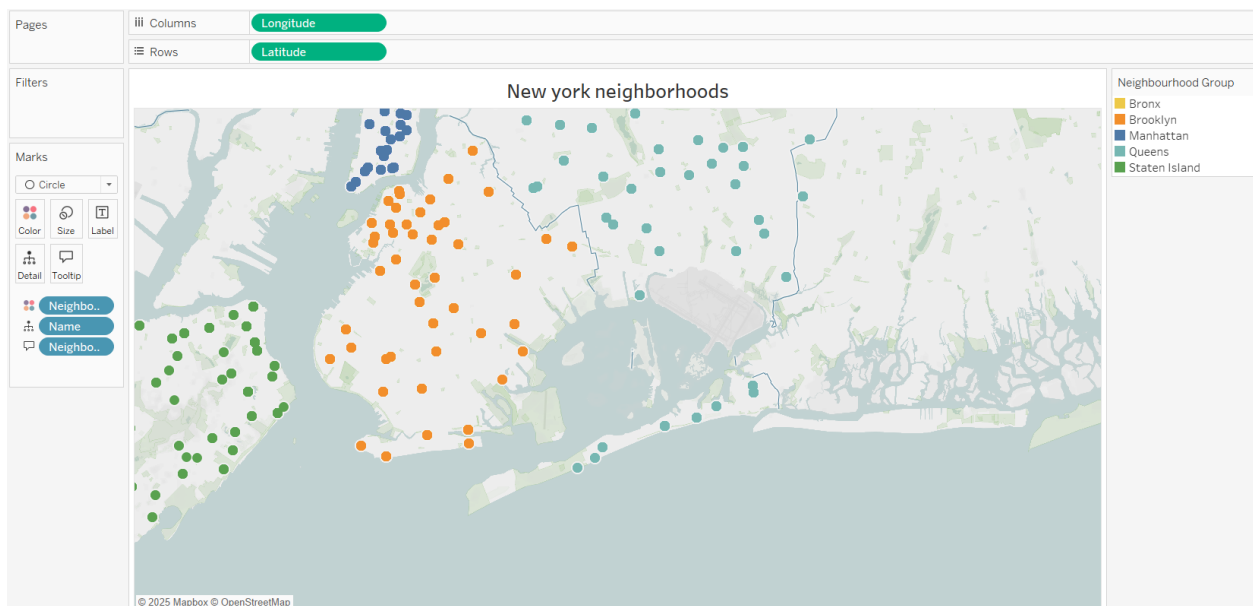 Pages
Columns
Longitude
Rows
Latitude
Filters
Marks
Circle
Color
Size
Label
Detail
Tooltip
Neighbo..
Name
Neighbo..
New york neighborhoods
© 2025 Mapbox © OpenStreetMap
Neighbourhood Group
Bronx
Brooklyn
Manhattan
Queens
Staten Island